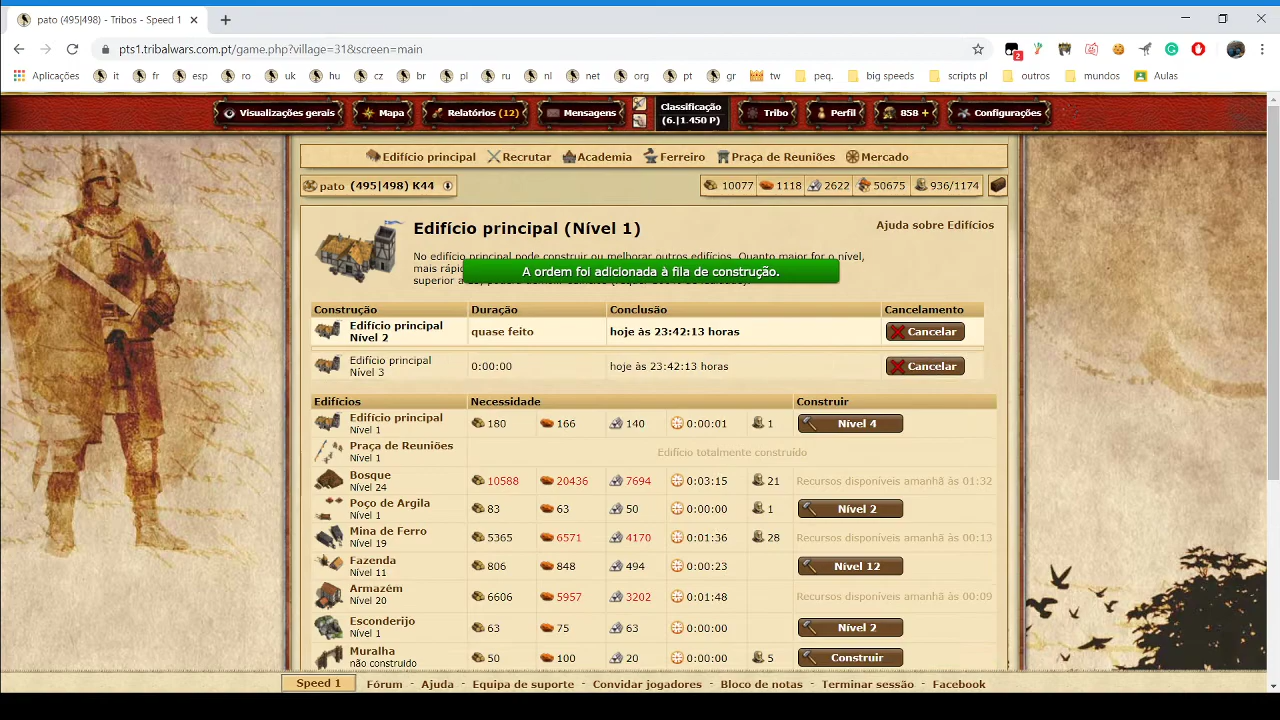 pato (495|498) - Tribos - Speed 1
pts1.tribalwars.com.pt/game.php?village=31&screen=main
2
Aplicações it fr esp ro uk hu cz br pl ru nl net org pt gr tw peq. big speeds scripts pl outros mundos Aulas
Visualizações gerais Mapa Relatórios (12) Mensagens Classificação (6.|1.450 P) Tribo Perfil 858 + Configurações
Edifício principal Recrutar Academia Ferreiro Praça de Reuniões Mercado
pato (495|498) K44 10077 1118 2622 50675 936/1174
Edifício principal (Nível 1) Ajuda sobre Edifícios
No edifício principal pode construir ou melhorar outros edifícios. Quanto maior for o nível,
mais rápi
A ordem foi adicionada à fila de construção.
superior a
Construção Duração Conclusão Cancelamento
Edifício principal
Nível 2 quase feito hoje às 23:42:13 horas Cancelar
Edifício principal
Nível 3 0:00:00 hoje às 23:42:13 horas Cancelar
Edifícios Necessidade Construir
Edifício principal
Nível 1 180 166 140 0:00:01 1 Nível 4
Praça de Reuniões
Nível 1 Edifício totalmente construído
Bosque
Nível 24 10588 20436 7694 0:03:15 21 Recursos disponiveis amanhã às 01:32
Poço de Argila
Nível 1 83 63 50 0:00:00 1 Nível 2
Mina de Ferro
Nível 19 5365 6571 4170 0:01:36 28 Recursos disponiveis amanhã às 00:13
Fazenda
Nível 11 806 848 494 0:00:23 Nível 12
Armazém
Nível 20 6606 5957 3202 0:01:48 Recursos disponiveis amanhã às 00:09
Esconderijo
Nível 1 63 75 63 0:00:00 Nível 2
Muralha
não construido 50 100 20 0:00:00 5 Construir
Speed 1 Fórum - Ajuda - Equipa de suporte - Convidar jogadores - Bloco de notas - Terminar sessão - Facebook